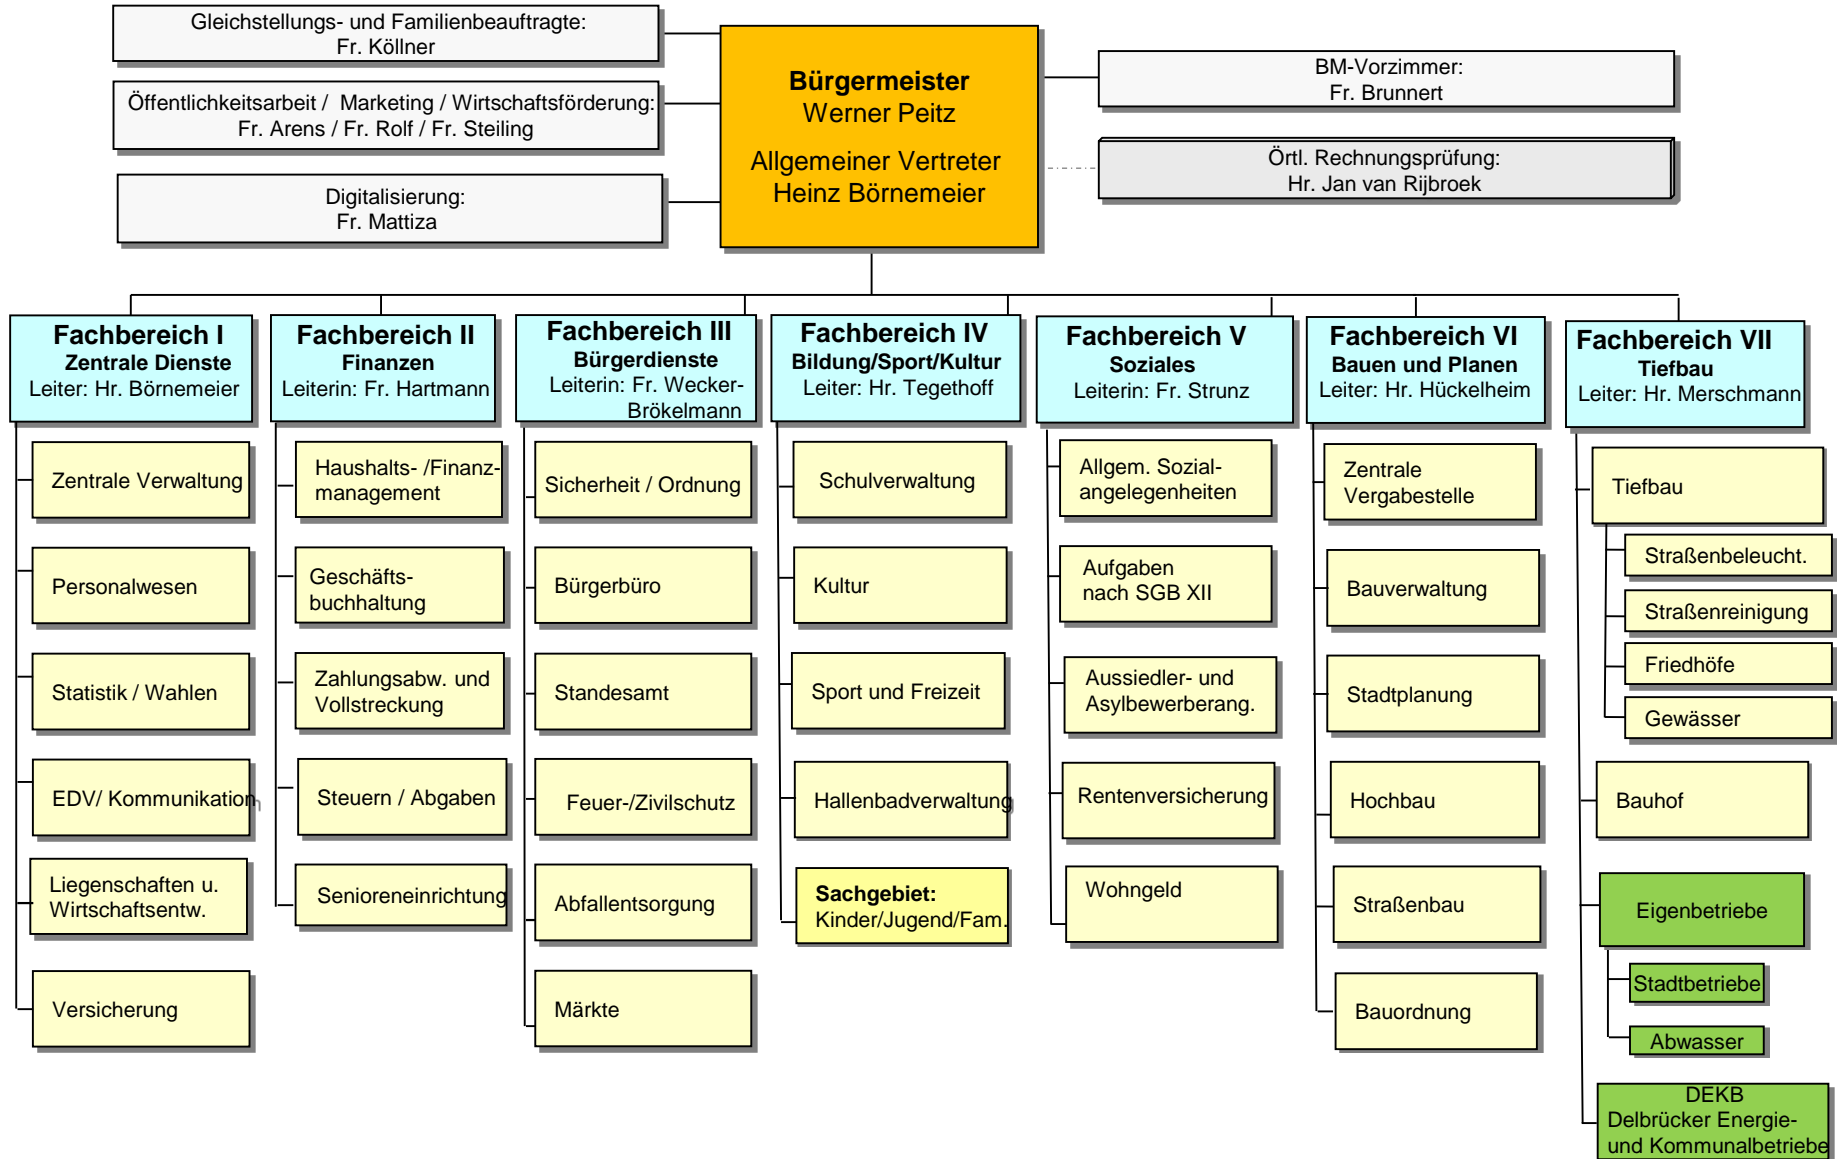 Gleichstellungs- und Familienbeauftragte:
Fr. Köllner
Öffentlichkeitsarbeit / Marketing / Wirtschaftsförderung:
Fr. Arens / Fr. Rolf / Fr. Steiling
Digitalisierung:
Fr. Mattiza
Bürgermeister
Werner Peitz
Allgemeiner Vertreter
Heinz Börnemeier
BM-Vorzimmer:
Fr. Brunnert
Örtl. Rechnungsprüfung:
Hr. Jan van Rijbroek
Fachbereich I
Zentrale Dienste
Leiter: Hr. Börnemeier
Zentrale Verwaltung
Personalwesen
Statistik / Wahlen
EDV/ Kommunikation
Liegenschaften u.
Wirtschaftsentw.
Versicherung
Fachbereich II
Finanzen
Leiterin: Fr. Hartmann
Haushalts- /Finanz-
management
Geschäfts-
buchhaltung
Zahlungsabw. und
Vollstreckung
Steuern / Abgaben
Senioreneinrichtung
Fachbereich III
Bürgerdienste
Leiterin: Fr. Wecker-
Brökelmann
Sicherheit / Ordnung
Bürgerbüro
Standesamt
Feuer-/Zivilschutz
Abfallentsorgung
Märkte
Fachbereich IV
Bildung/Sport/Kultur
Leiter: Hr. Tegethoff
Schulverwaltung
Kultur
Sport und Freizeit
Hallenbadverwaltung
Sachgebiet:
Kinder/Jugend/Fam.
Fachbereich V
Soziales
Leiterin: Fr. Strunz
Allgem. Sozial-
angelegenheiten
Aufgaben
nach SGB XII
Aussiedler- und
Asylbewerberang.
Rentenversicherung
Wohngeld
Fachbereich VI
Bauen und Planen
Leiter: Hr. Hückelheim
Zentrale
Vergabestelle
Bauverwaltung
Stadtplanung
Hochbau
Straßenbau
Bauordnung
Fachbereich VII
Tiefbau
Leiter: Hr. Merschmann
Tiefbau
Straßenbeleucht.
Straßenreinigung
Friedhöfe
Gewässer
Bauhof
Eigenbetriebe
Stadtbetriebe
Abwasser
DEKB
Delbrücker Energie-
und Kommunalbetriebe